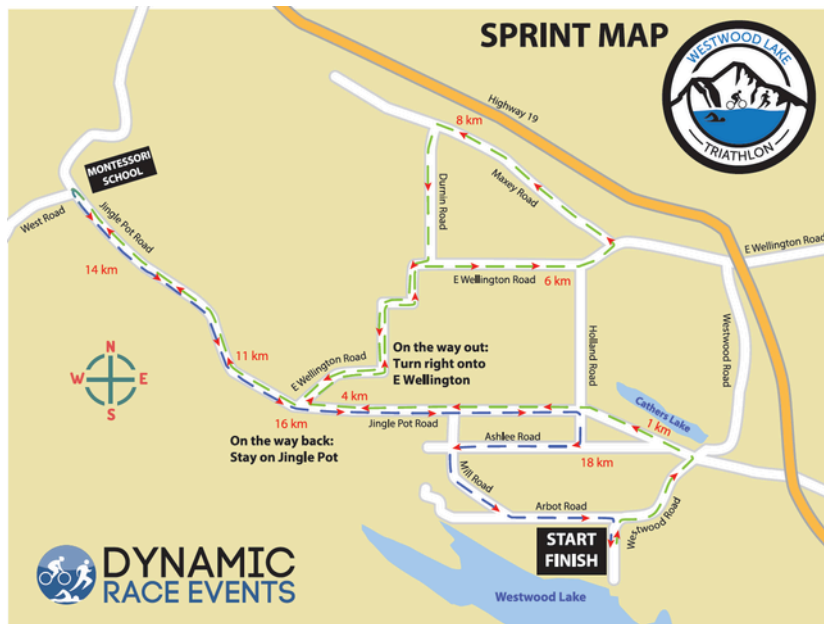 SPRINT MAP
WESTWOOD LAKE
TRIATHLON
Highway 19
8 km
MONTESSORI
SCHOOL
Durnin Road
Maxey Road
West Road
Jingle Pot Road
E Wellington Road
14 km
E Wellington Road
6 km
Westwood Road
N
W E
S
11 km
E Wellington Road
On the way out:
Turn right onto
E Wellington
Holland Road
Cathers Lake
4 km
1 km
16 km
Jingle Pot Road
On the way back:
Stay on Jingle Pot
Ashlee Road
18 km
Mill Road
Arbot Road
Westwood Road
START
FINISH
DYNAMIC
RACE EVENTS
Westwood Lake